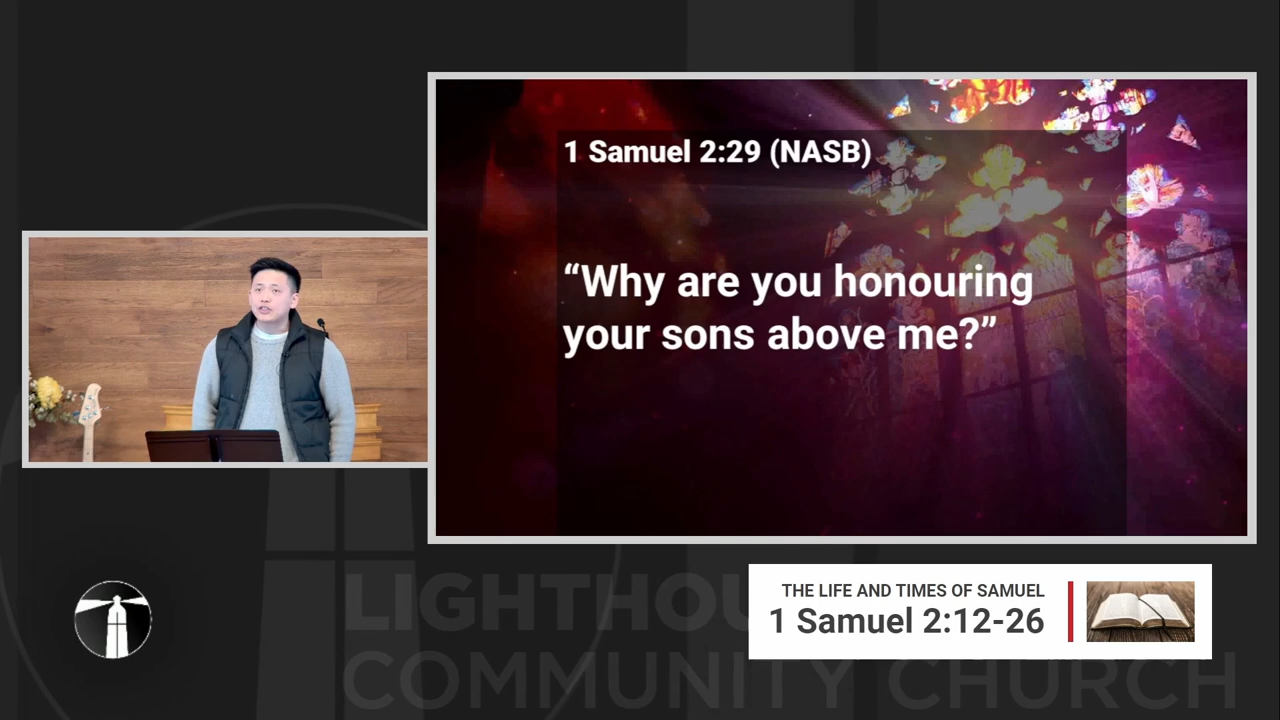 1 Samuel 2:29 (NASB)
“Why are you honouring
your sons above me?”
THE LIFE AND TIMES OF SAMUEL
1 Samuel 2:12-26
LIGHTHOU
COMMUNITY CHURCH